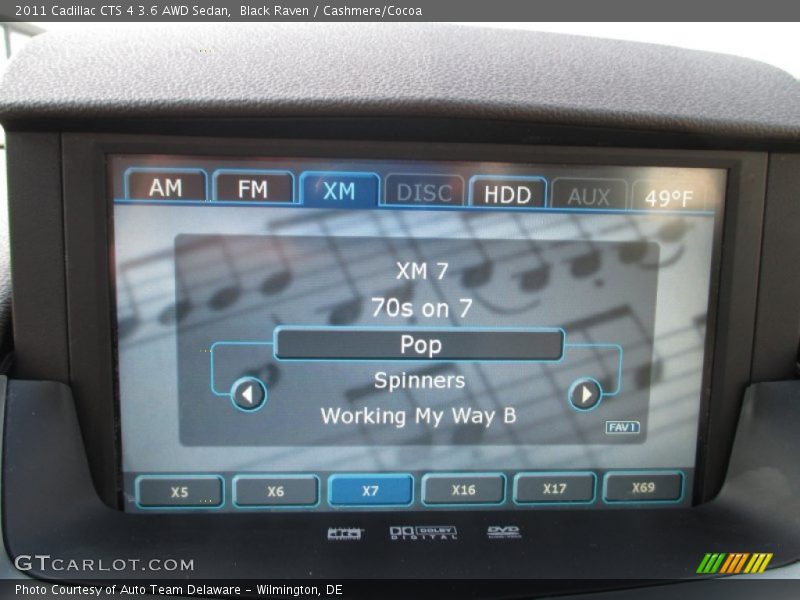 2011 Cadillac CTS 4 3.6 AWD Sedan, Black Raven / Cashmere/Cocoa
AM FM XM DISC HDD AUX 49°F
XM 7
70s on 7
Pop
Spinners
Working My Way B
FAV1
X5 X6 X7 X16 X17 X69
DOLBY DIGITAL DVD
GTCARLOT.COM
Photo Courtesy of Auto Team Delaware - Wilmington, DE